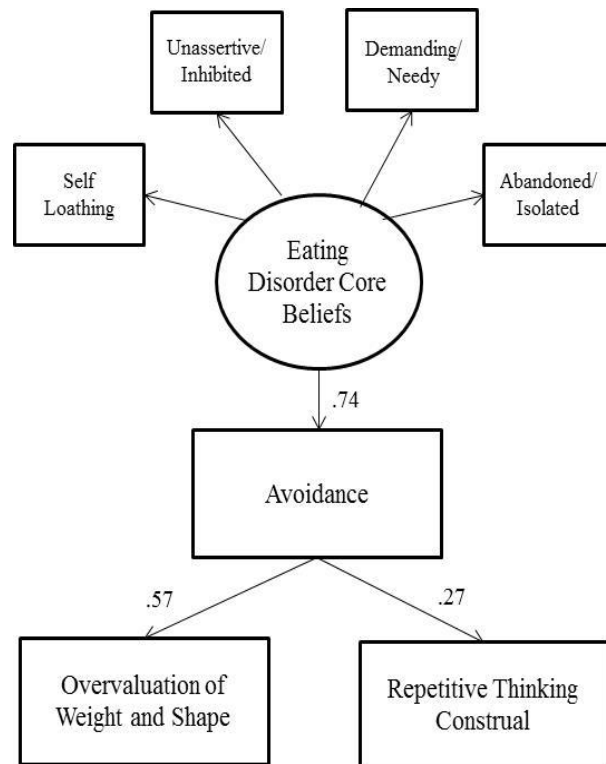 Unassertive/
Inhibited
Demanding/
Needy
Self
Loathing
Abandoned/
Isolated
Eating
Disorder Core
Beliefs
.74
Avoidance
.57
.27
Overvaluation of
Weight and Shape
Repetitive Thinking
Construal